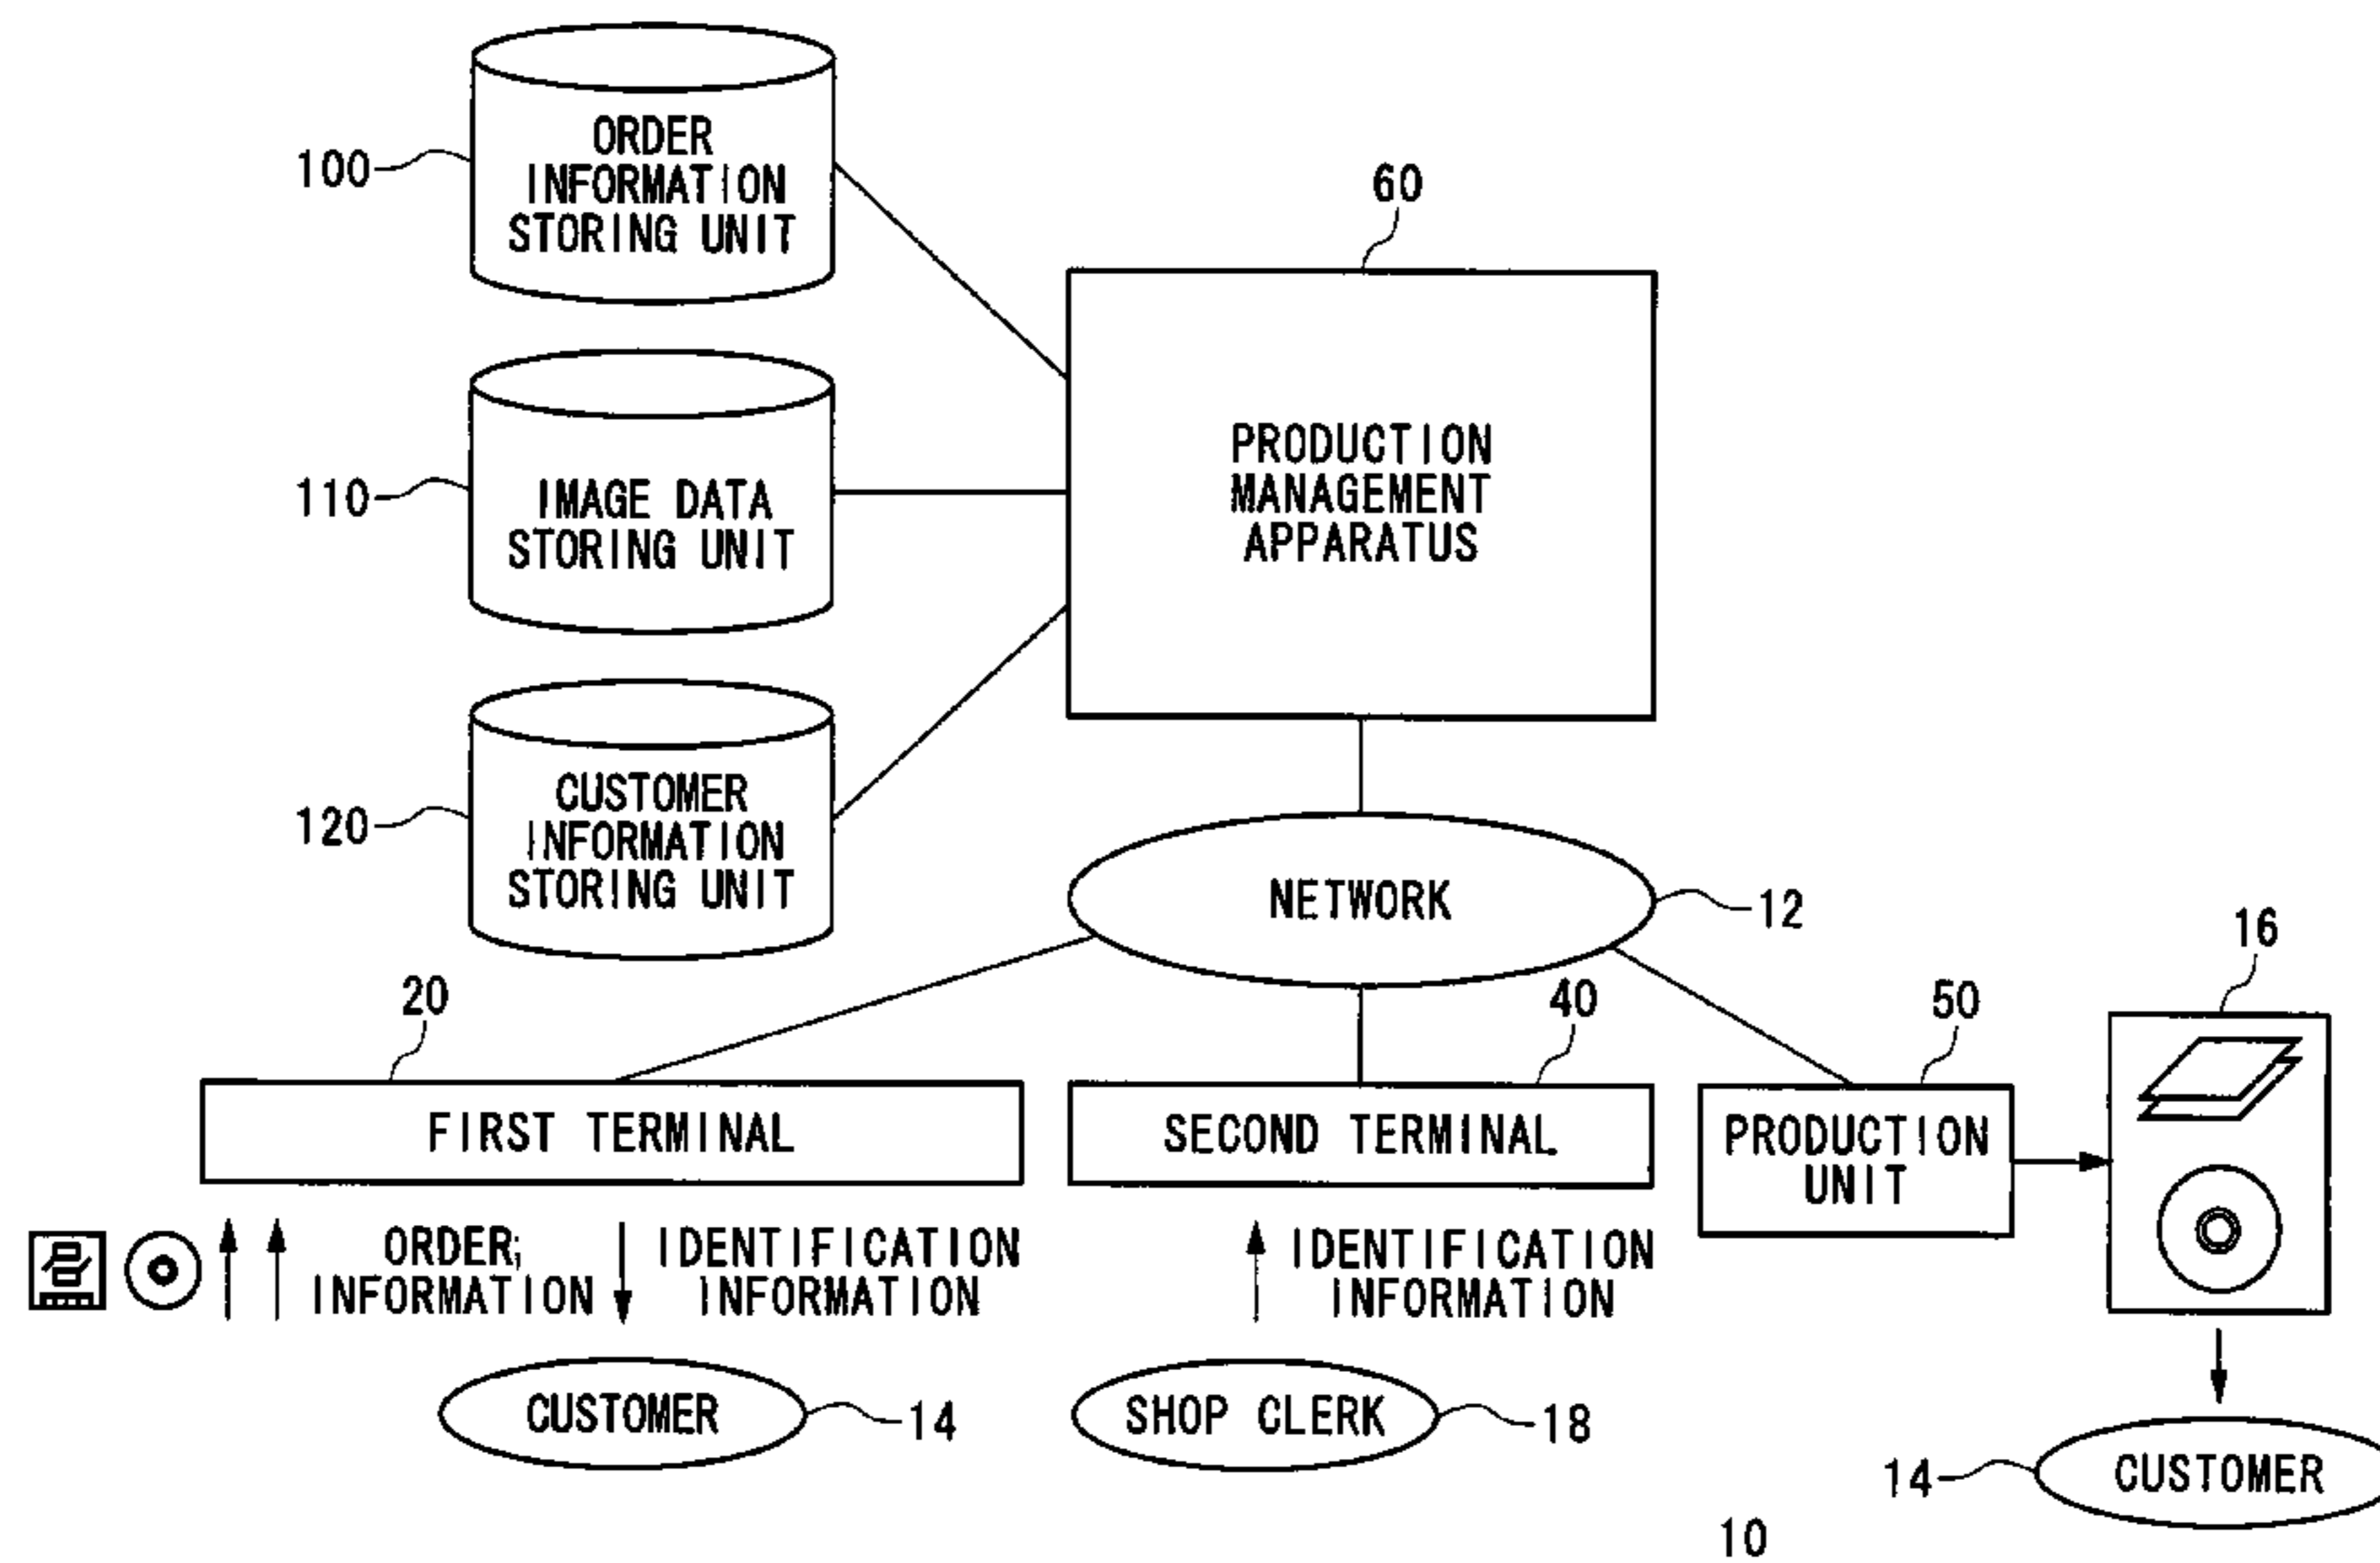 100
ORDER
INFORMATION
STORING UNIT
60
110
IMAGE DATA
STORING UNIT
PRODUCTION
MANAGEMENT
APPARATUS
120
CUSTOMER
INFORMATION
STORING UNIT
NETWORK
12
20
40
50
16
FIRST TERMINAL
SECOND TERMINAL
PRODUCTION
UNIT
ORDER;
INFORMATION
IDENTIFICATION
INFORMATION
IDENTIFICATION
INFORMATION
CUSTOMER
14
SHOP CLERK
18
14
CUSTOMER
10